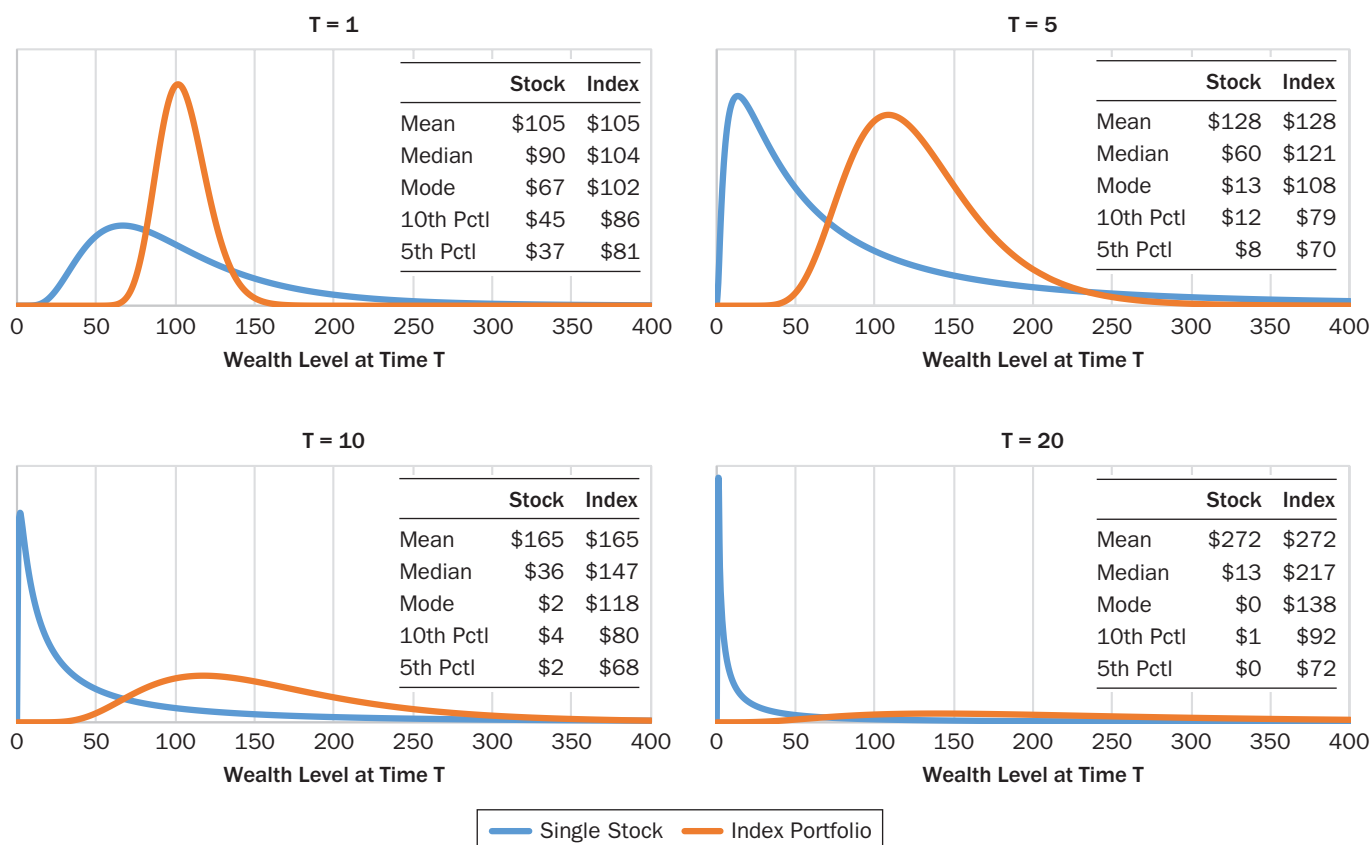 T = 1
Stock Index
Mean $105 $105
Median $90 $104
Mode $67 $102
10th Pctl $45 $86
5th Pctl $37 $81
0 50 100 150 200 250 300 350 400
Wealth Level at Time T
T = 5
Stock Index
Mean $128 $128
Median $60 $121
Mode $13 $108
10th Pctl $12 $79
5th Pctl $8 $70
0 50 100 150 200 250 300 350 400
Wealth Level at Time T
T = 10
Stock Index
Mean $165 $165
Median $36 $147
Mode $2 $118
10th Pctl $4 $80
5th Pctl $2 $68
0 50 100 150 200 250 300 350 400
Wealth Level at Time T
T = 20
Stock Index
Mean $272 $272
Median $13 $217
Mode $0 $138
10th Pctl $1 $92
5th Pctl $0 $72
0 50 100 150 200 250 300 350 400
Wealth Level at Time T
Single Stock Index Portfolio